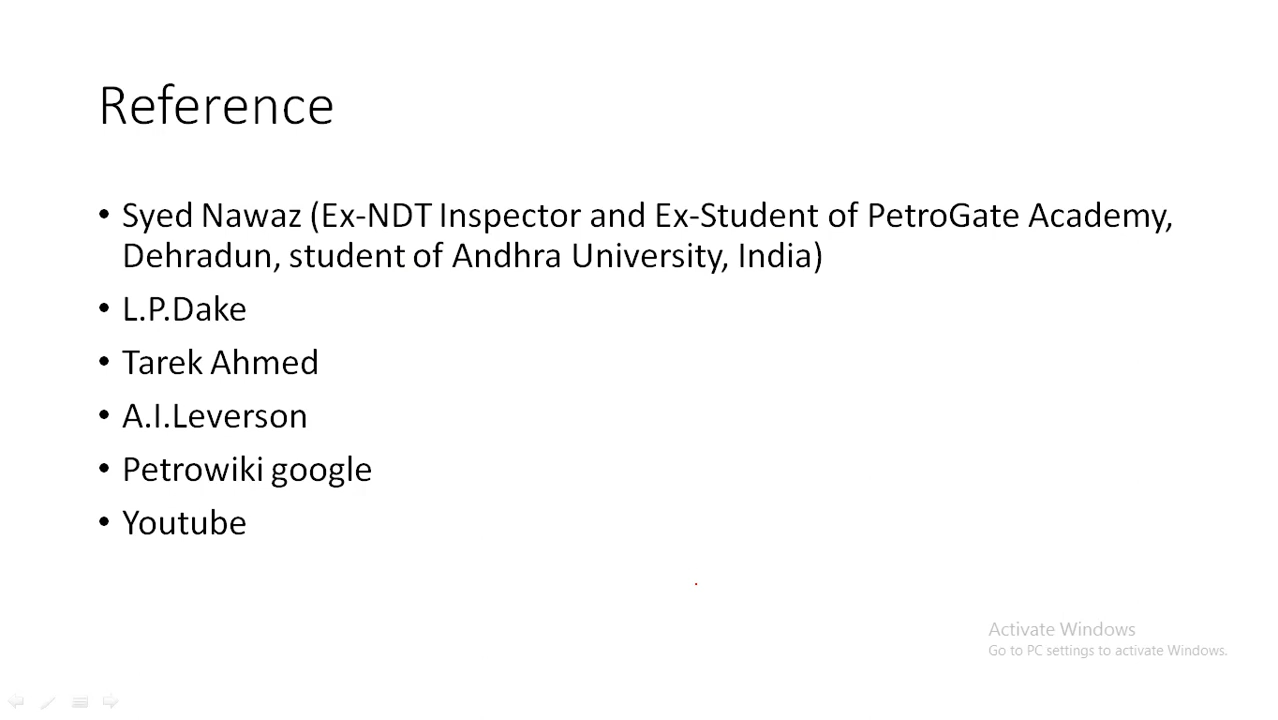 Reference
• Syed Nawaz (Ex-NDT Inspector and Ex-Student of PetroGate Academy,
Dehradun, student of Andhra University, India)
• L.P.Dake
• Tarek Ahmed
• A.I.Leverson
• Petrowiki google
• Youtube
Activate Windows
Go to PC settings to activate Windows.